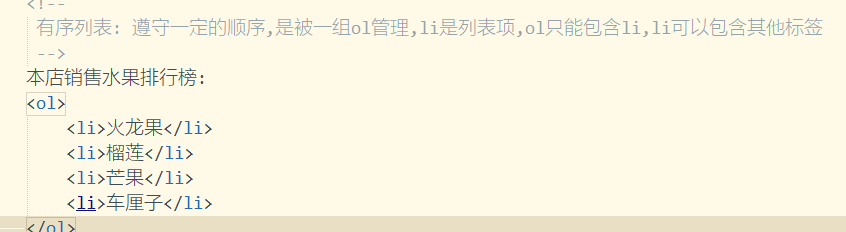 <!--
有序列表: 遵守一定的顺序,是被一组ol管理,li是列表项,ol只能包含li,li可以包含其他标签
-->
本店销售水果排行榜:
<ol>
<li>火龙果</li>
<li>榴莲</li>
<li>芒果</li>
<li>车厘子</li>
</ol>